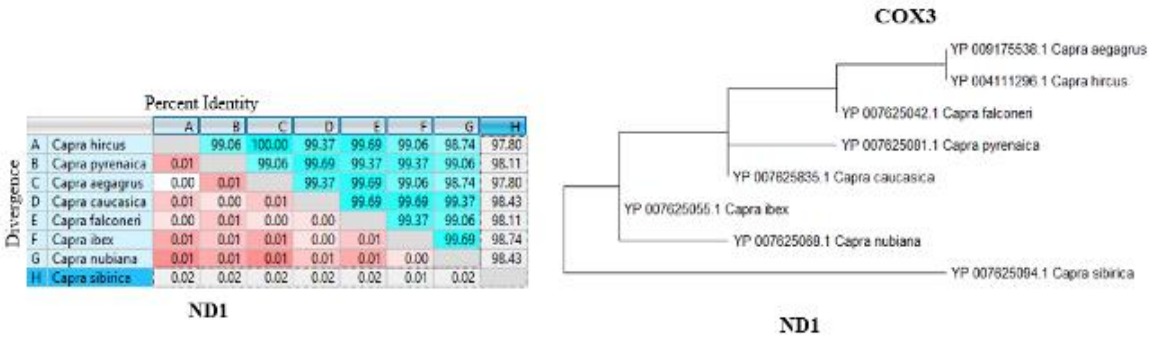 COX3
Percent Identity
A B C D E F G H
A Capra hircus 99.06 100.00 99.37 99.69 99.06 98.74 97.80
B Capra pyrenaica 0.01 99.06 99.69 99.37 99.37 99.06 98.11
C Capra aegagrus 0.00 0.01 99.37 99.69 99.06 98.74 97.80
D Capra caucasica 0.01 0.00 0.01 99.69 99.69 99.37 98.43
E Capra falconeri 0.00 0.01 0.00 0.00 99.37 99.06 98.11
F Capra ibex 0.01 0.01 0.01 0.00 0.01 99.69 98.74
G Capra nubiana 0.01 0.01 0.01 0.01 0.01 0.00 98.43
H Capra sibirica 0.02 0.02 0.02 0.02 0.02 0.01 0.02
Divergence
ND1
YP 009175538.1 Capra aegagrus
YP 004111296.1 Capra hircus
YP 007625042.1 Capra falconeri
YP 007625081.1 Capra pyrenaica
YP 007625835.1 Capra caucasica
YP 007625055.1 Capra ibex
YP 007625068.1 Capra nubiana
YP 007625094.1 Capra sibirica
ND1